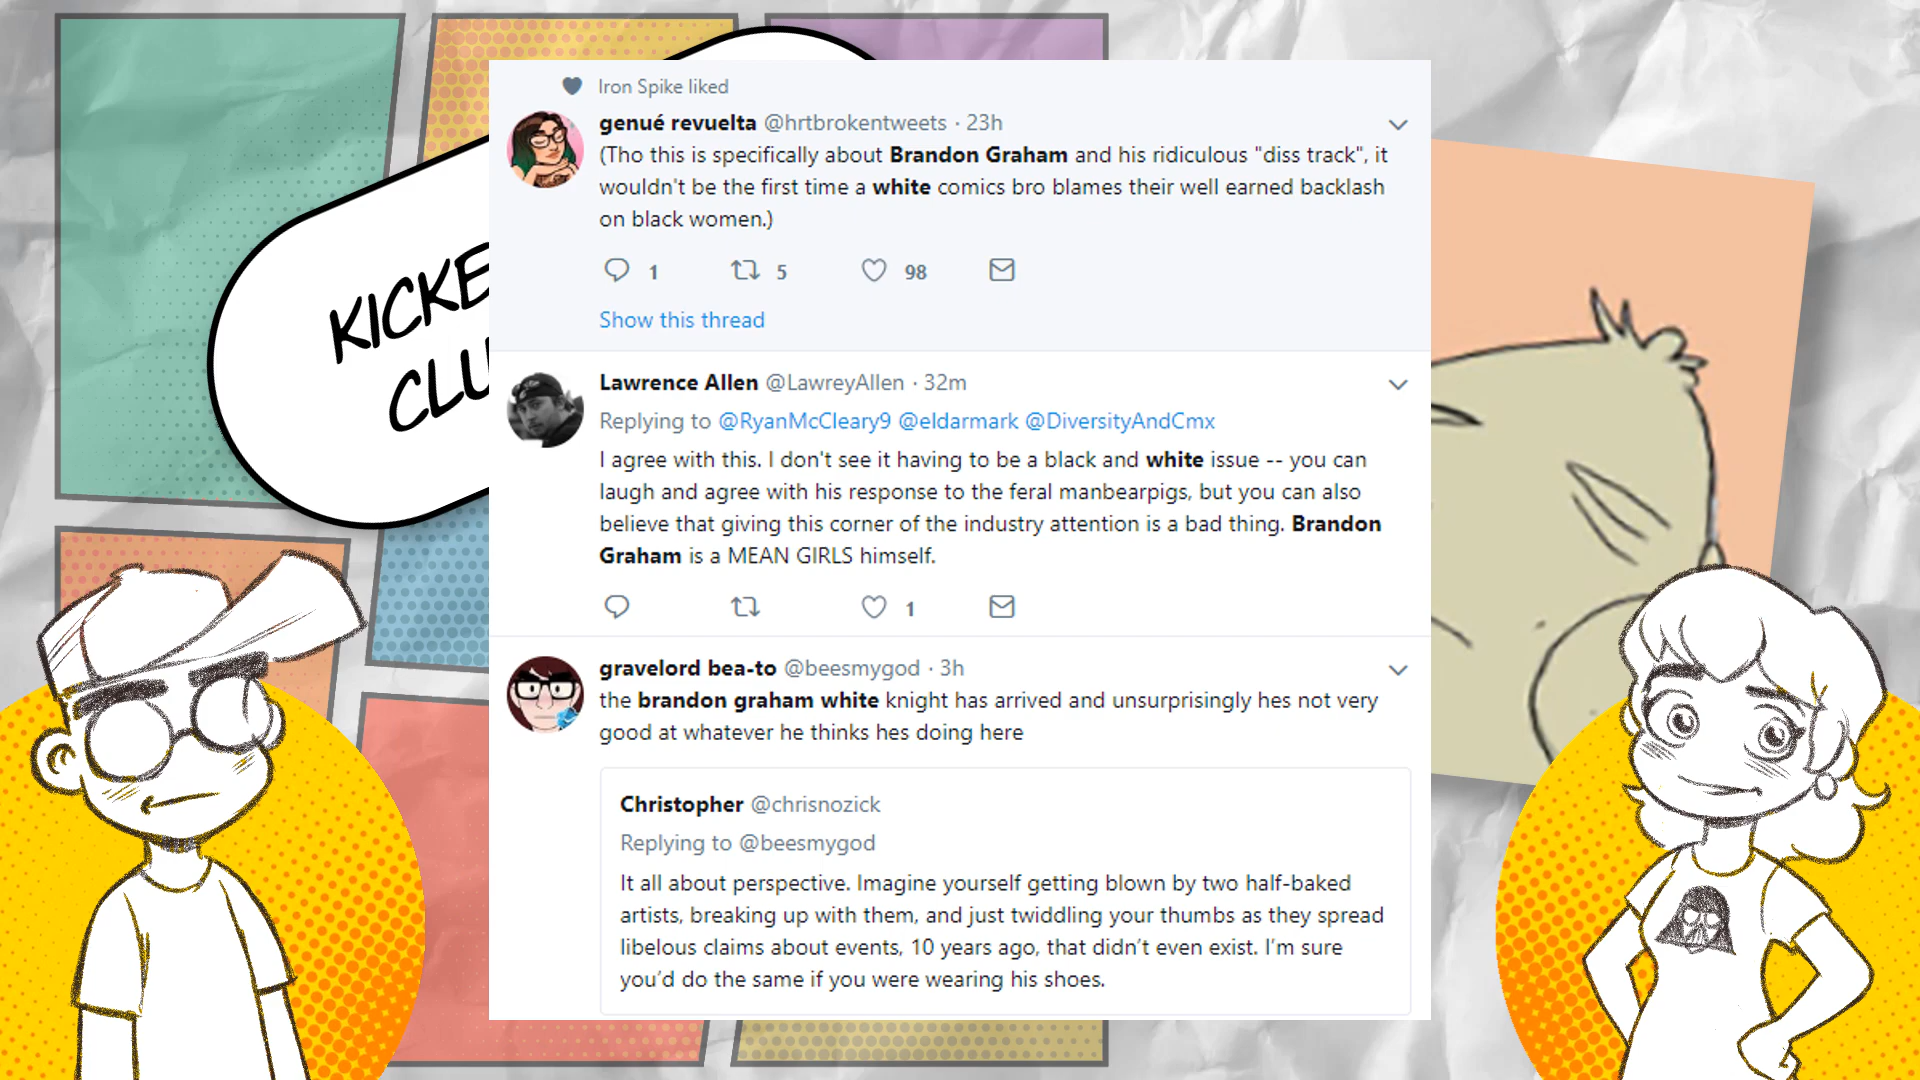 KICKE
CLU
Iron Spike liked
genué revuelta @hrtbrokentweets · 23h
(Tho this is specifically about Brandon Graham and his ridiculous "diss track", it
wouldn't be the first time a white comics bro blames their well earned backlash
on black women.)
1 5 98
Show this thread
Lawrence Allen @LawreyAllen · 32m
Replying to @RyanMcCleary9 @eldarmark @DiversityAndCmx
I agree with this. I don't see it having to be a black and white issue -- you can
laugh and agree with his response to the feral manbearpigs, but you can also
believe that giving this corner of the industry attention is a bad thing. Brandon
Graham is a MEAN GIRLS himself.
1
gravelord bea-to @beesmygod · 3h
the brandon graham white knight has arrived and unsurprisingly hes not very
good at whatever he thinks hes doing here
Christopher @chrisnozick
Replying to @beesmygod
It all about perspective. Imagine yourself getting blown by two half-baked
artists, breaking up with them, and just twiddling your thumbs as they spread
libelous claims about events, 10 years ago, that didn't even exist. I'm sure
you'd do the same if you were wearing his shoes.